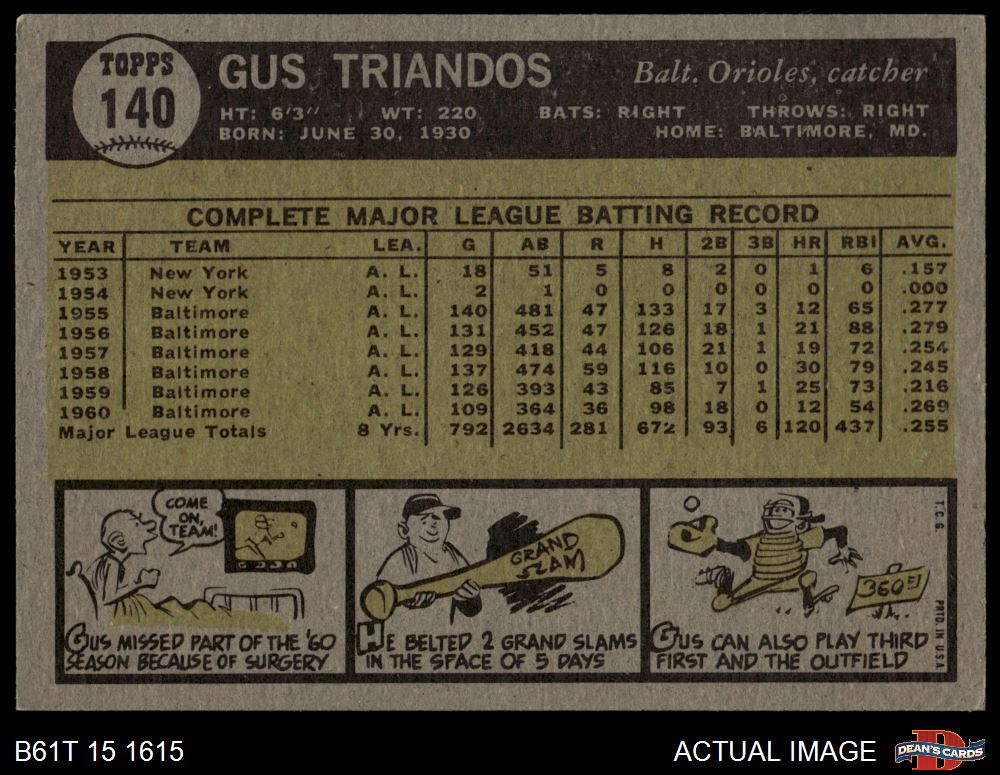 TOPPS
140
GUS TRIANDOS
Balt. Orioles, catcher
HT: 6'3" WT: 220 BATS: RIGHT THROWS: RIGHT
BORN: JUNE 30, 1930 HOME: BALTIMORE, MD.
COMPLETE MAJOR LEAGUE BATTING RECORD
YEAR TEAM LEA. G AB R H 2B 3B HR RBI AVG.
1953 New York A. L. 18 51 5 8 2 0 1 6 .157
1954 New York A. L. 2 1 0 0 0 0 0 0 .000
1955 Baltimore A. L. 140 481 47 133 17 3 12 65 .277
1956 Baltimore A. L. 131 452 47 126 18 1 21 88 .279
1957 Baltimore A. L. 129 418 44 106 21 1 19 72 .254
1958 Baltimore A. L. 137 474 59 116 10 0 30 79 .245
1959 Baltimore A. L. 126 393 43 85 7 1 25 73 .216
1960 Baltimore A. L. 109 364 36 98 18 0 12 54 .269
Major League Totals 8 Yrs. 792 2634 281 672 93 6 120 437 .255
COME
ON,
TEAM!
GUS MISSED PART OF THE '60
SEASON BECAUSE OF SURGERY
GRAND
SLAM
HE BELTED 2 GRAND SLAMS
IN THE SPACE OF 5 DAYS
360 FT
GUS CAN ALSO PLAY THIRD
FIRST AND THE OUTFIELD
T.C.G. PRTD. IN U.S.A.
B61T 15 1615
ACTUAL IMAGE
DEAN'S CARDS